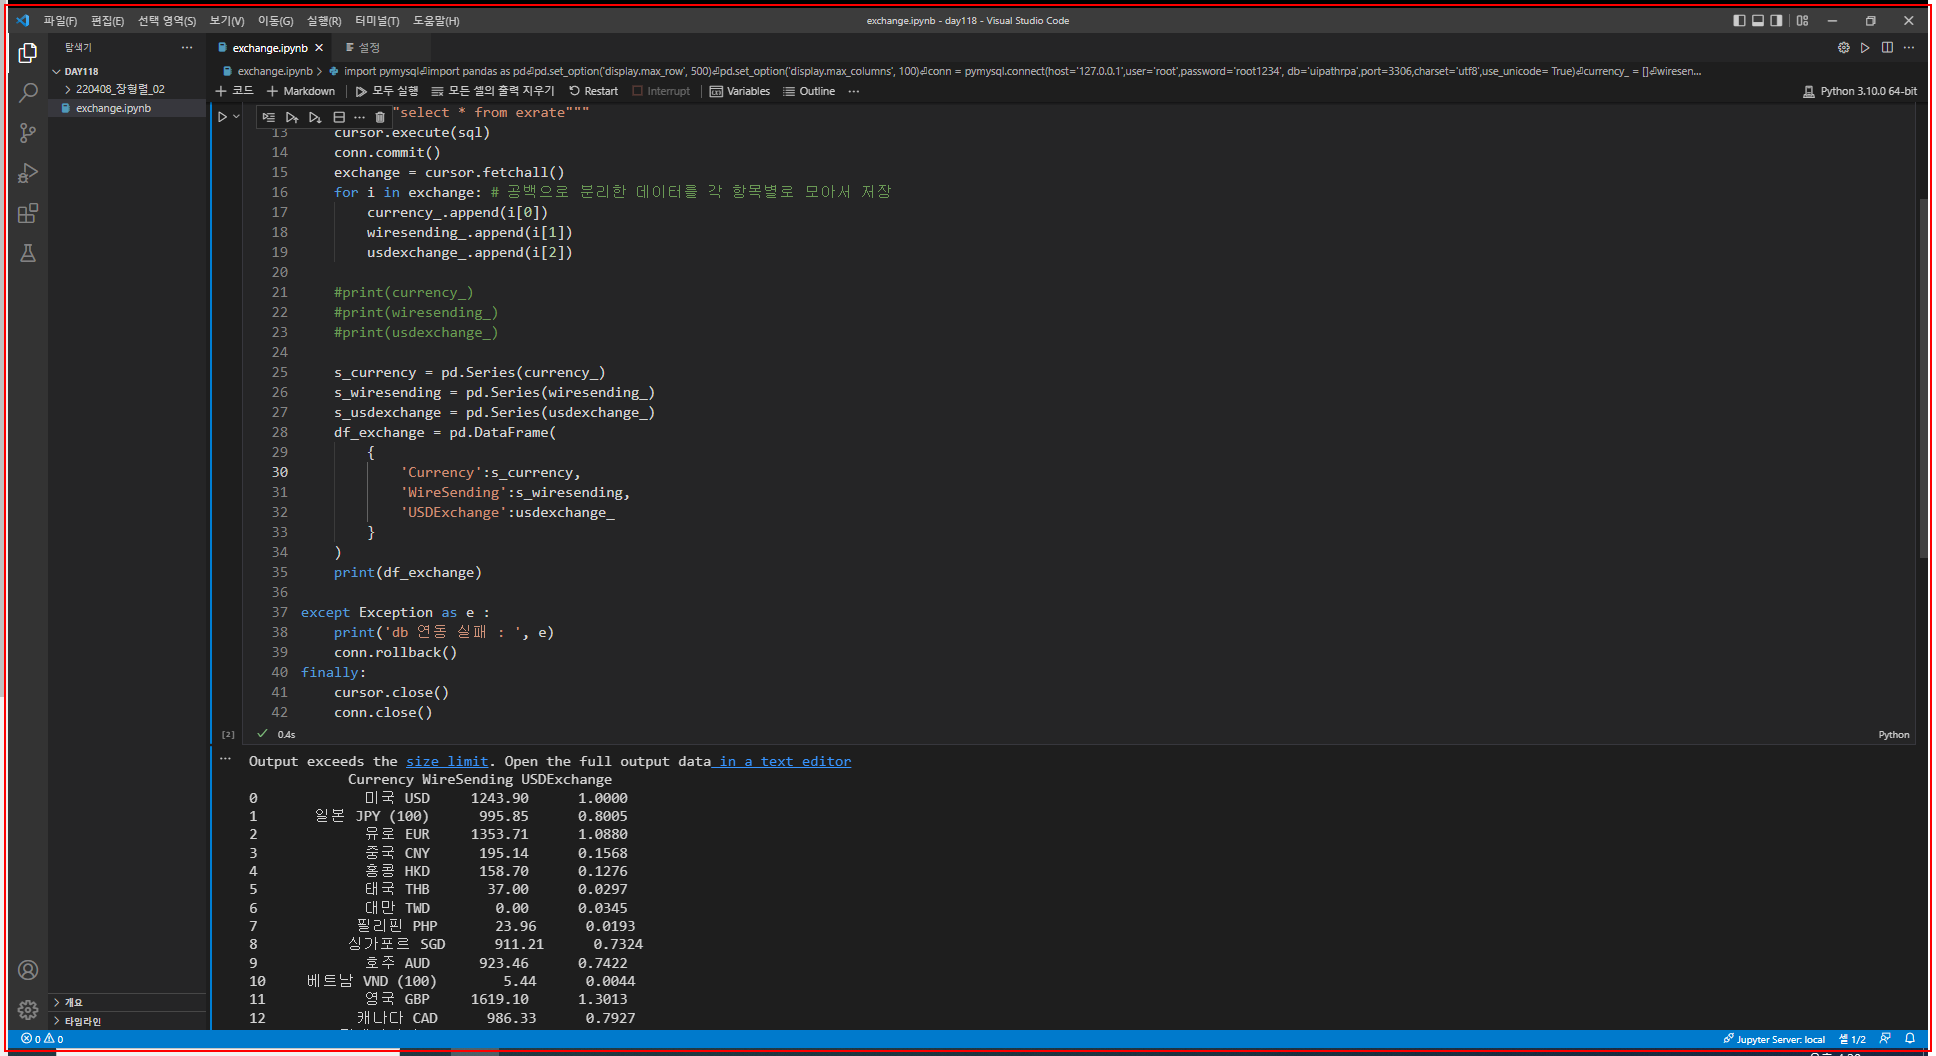 파일(F) 편집(E) 선택 영역(S) 보기(V) 이동(G) 실행(R) 터미널(T) 도움말(H)
exchange.ipynb - day118 - Visual Studio Code
탐색기
exchange.ipynb
설정
DAY118
220408_장형렬_02
exchange.ipynb
exchange.ipynb > import pymysql⏎import pandas as pd⏎pd.set_option('display.max_row', 500)⏎pd.set_option('display.max_columns', 100)⏎conn = pymysql.connect(host='127.0.0.1',user='root',password='root1234', db='uipathrpa',port=3306,charset='utf8',use_unicode= True)⏎currency_ = []⏎wiresen...
+ 코드 + Markdown 모두 실행 모든 셀의 출력 지우기 Restart Interrupt Variables Outline ...
Python 3.10.0 64-bit
"select * from exrate"""
13 cursor.execute(sql)
14 conn.commit()
15 exchange = cursor.fetchall()
16 for i in exchange: # 공백으로 분리한 데이터를 각 항목별로 모아서 저장
17 currency_.append(i[0])
18 wiresending_.append(i[1])
19 usdexchange_.append(i[2])
20
21 #print(currency_)
22 #print(wiresending_)
23 #print(usdexchange_)
24
25 s_currency = pd.Series(currency_)
26 s_wiresending = pd.Series(wiresending_)
27 s_usdexchange = pd.Series(usdexchange_)
28 df_exchange = pd.DataFrame(
29 {
30 'Currency':s_currency,
31 'WireSending':s_wiresending,
32 'USDExchange':usdexchange_
33 }
34 )
35 print(df_exchange)
36
37 except Exception as e :
38 print('db 연동 실패 : ', e)
39 conn.rollback()
40 finally:
41 cursor.close()
42 conn.close()
[2] 0.4s
Python
Output exceeds the size limit. Open the full output data in a text editor
Currency WireSending USDExchange
0 미국 USD 1243.90 1.0000
1 일본 JPY (100) 995.85 0.8005
2 유로 EUR 1353.71 1.0880
3 중국 CNY 195.14 0.1568
4 홍콩 HKD 158.70 0.1276
5 태국 THB 37.00 0.0297
6 대만 TWD 0.00 0.0345
7 필리핀 PHP 23.96 0.0193
8 싱가포르 SGD 911.21 0.7324
9 호주 AUD 923.46 0.7422
10 베트남 VND (100) 5.44 0.0044
11 영국 GBP 1619.10 1.3013
12 캐나다 CAD 986.33 0.7927
개요
타임라인
0 0
Jupyter Server: local 셀 1/2